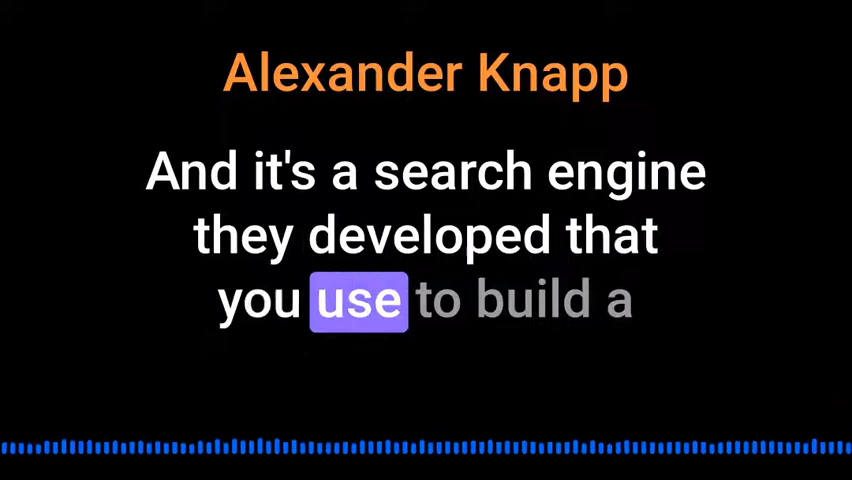 Alexander Knapp
And it's a search engine
they developed that
you use to build a